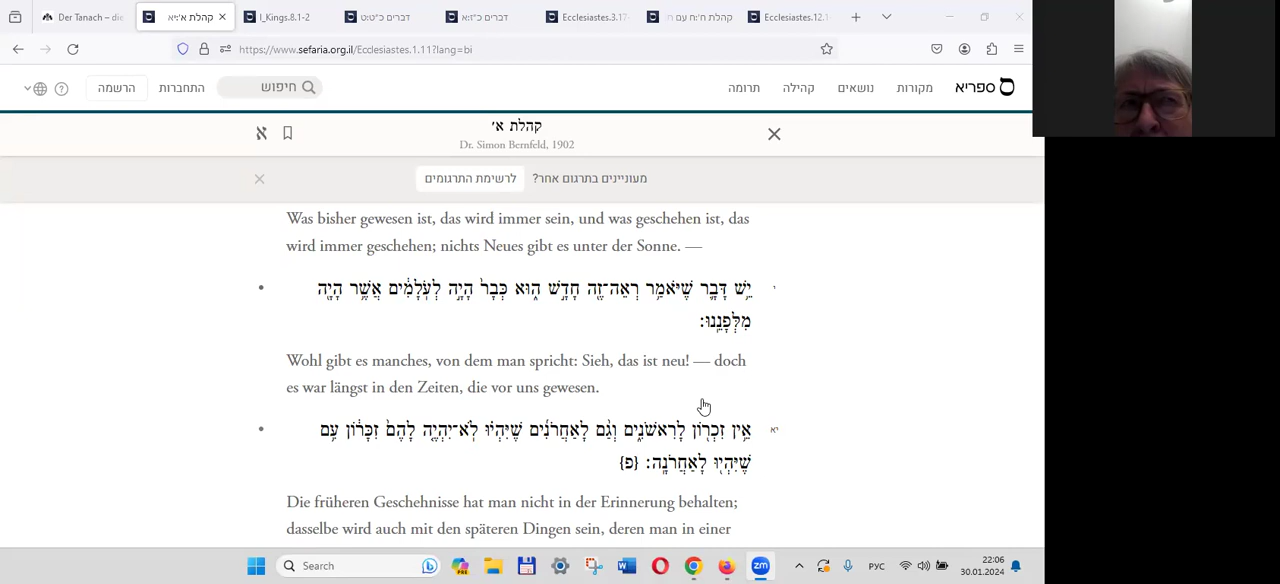 Der Tanach – die
קהלת א׳:יא
I_Kings.8.1-2
דברים כ״ט:ט
דברים כ״ז:א
Ecclesiastes.3.17-
קהלת ח׳:ח עם
Ecclesiastes.12.1
https://www.sefaria.org.il/Ecclesiastes.1.11?lang=bi
ספריא
מקורות
נושאים
קהילה
תרומה
חיפוש
התחברות
הרשמה
קהלת א׳
Dr. Simon Bernfeld, 1902
א
מעוניינים בתרגום אחר? לרשימת התרגומים
Was bisher gewesen ist, das wird immer sein, und was geschehen ist, das
wird immer geschehen; nichts Neues gibt es unter der Sonne. —
י
יֵ֥שׁ דָּבָ֛ר שֶׁיֹּאמַ֥ר רְאֵה־זֶ֖ה חָדָ֣שׁ ה֑וּא כְּבָר֙ הָיָ֣ה לְעֹֽלָמִ֔ים אֲשֶׁ֥ר הָיָ֖ה
מִלְּפָנֵֽנוּ׃
Wohl gibt es manches, von dem man spricht: Sieh, das ist neu! — doch
es war längst in den Zeiten, die vor uns gewesen.
יא
אֵ֥ין זִכְר֖וֹן לָרִאשֹׁנִ֑ים וְגַ֨ם לָאַחֲרֹנִ֜ים שֶׁיִּהְי֗וּ לֹֽא־יִהְיֶ֤ה לָהֶם֙ זִכָּר֔וֹן עִ֥ם
שֶׁיִּהְי֖וּ לָאַחֲרֹנָֽה׃ {פ}
Die früheren Geschehnisse hat man nicht in der Erinnerung behalten;
dasselbe wird auch mit den späteren Dingen sein, deren man in einer
Search
РУС
22:06
30.01.2024